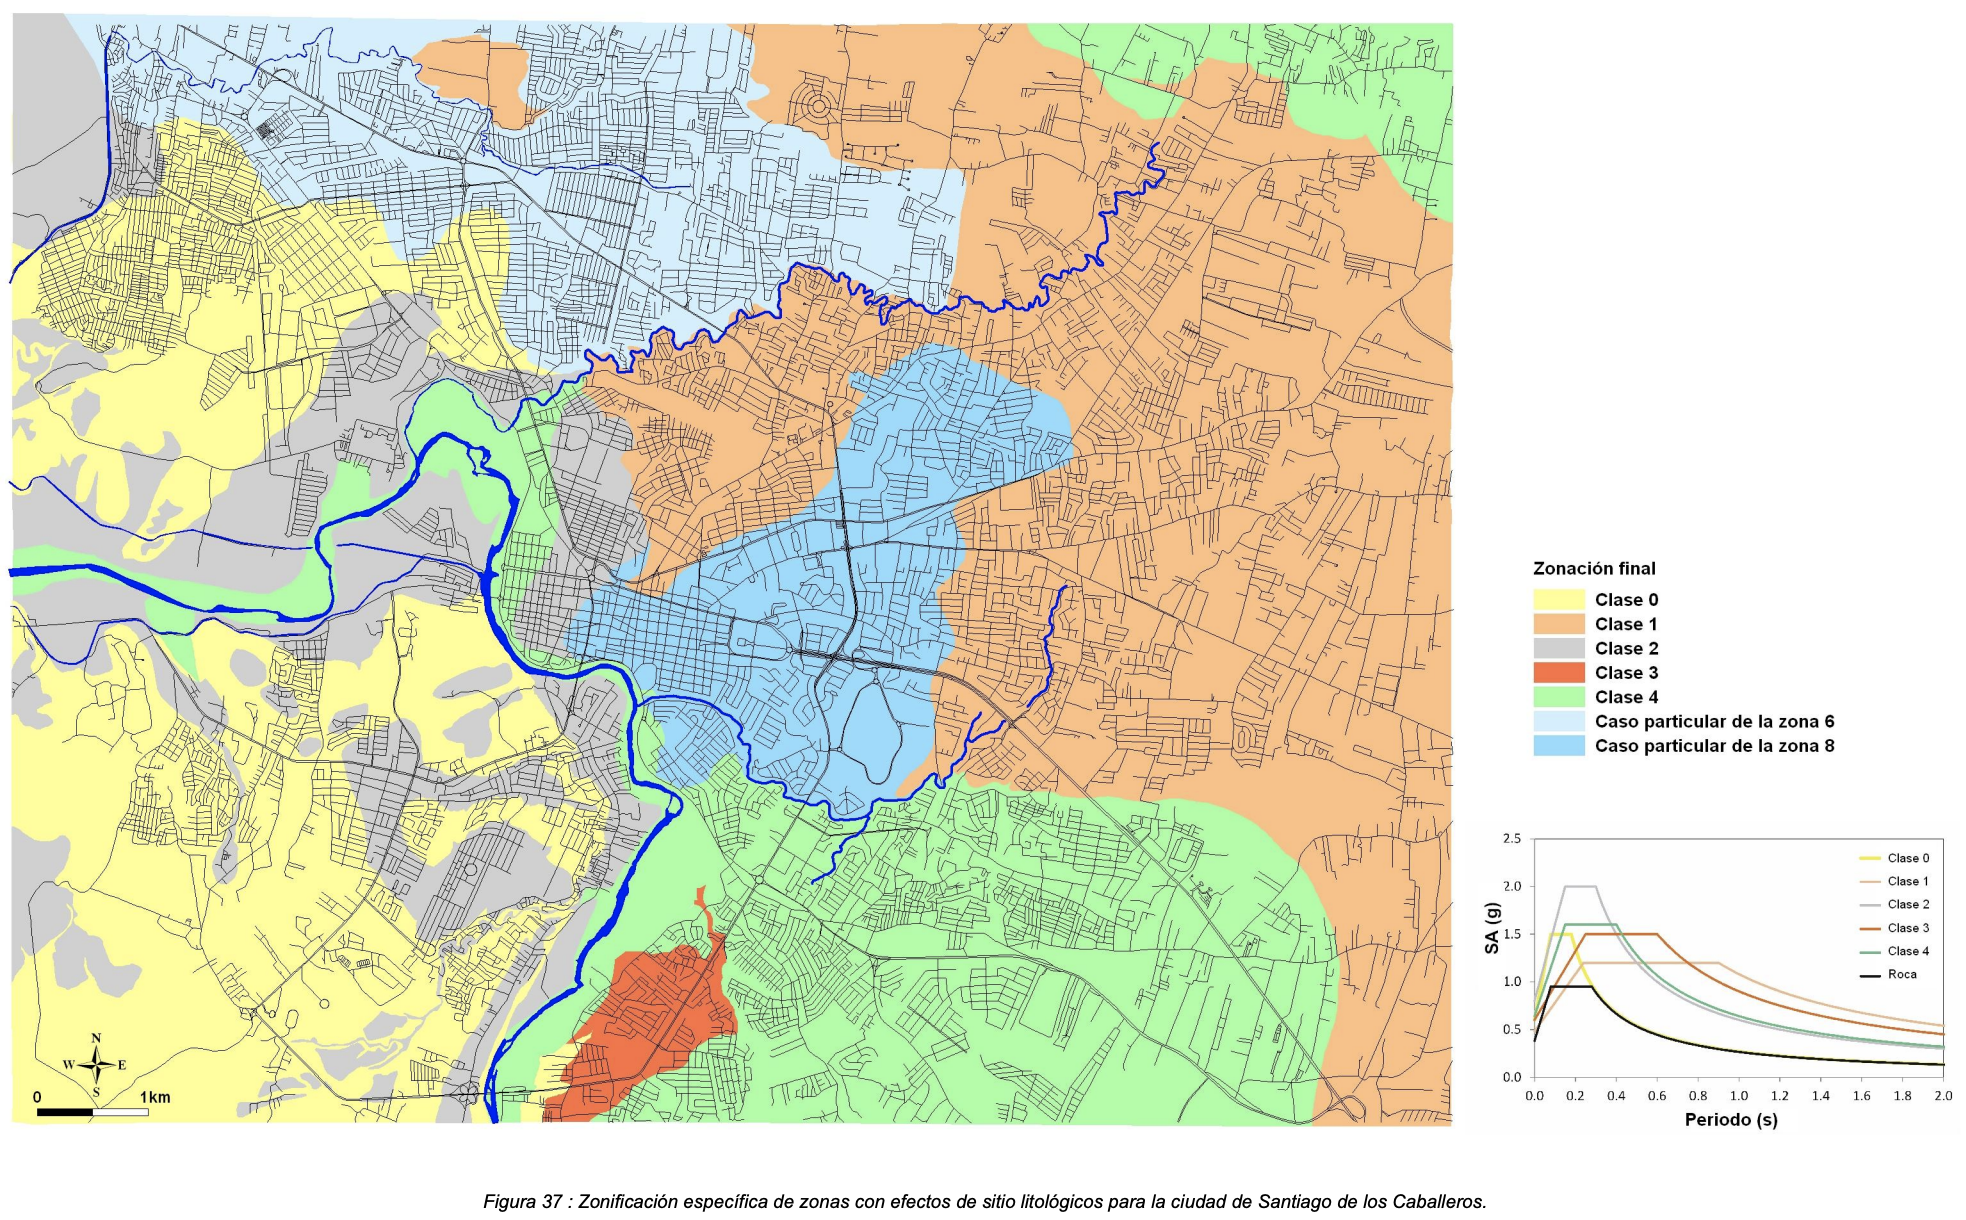 Zonación final
Clase 0
Clase 1
Clase 2
Clase 3
Clase 4
Caso particular de la zona 6
Caso particular de la zona 8
N
W E
S
0 1km
SA (g)
2.5
2.0
1.5
1.0
0.5
0.0
Clase 0
Clase 1
Clase 2
Clase 3
Clase 4
Roca
0.0 0.2 0.4 0.6 0.8 1.0 1.2 1.4 1.6 1.8 2.0
Periodo (s)
Figura 37 : Zonificación específica de zonas con efectos de sitio litológicos para la ciudad de Santiago de los Caballeros.